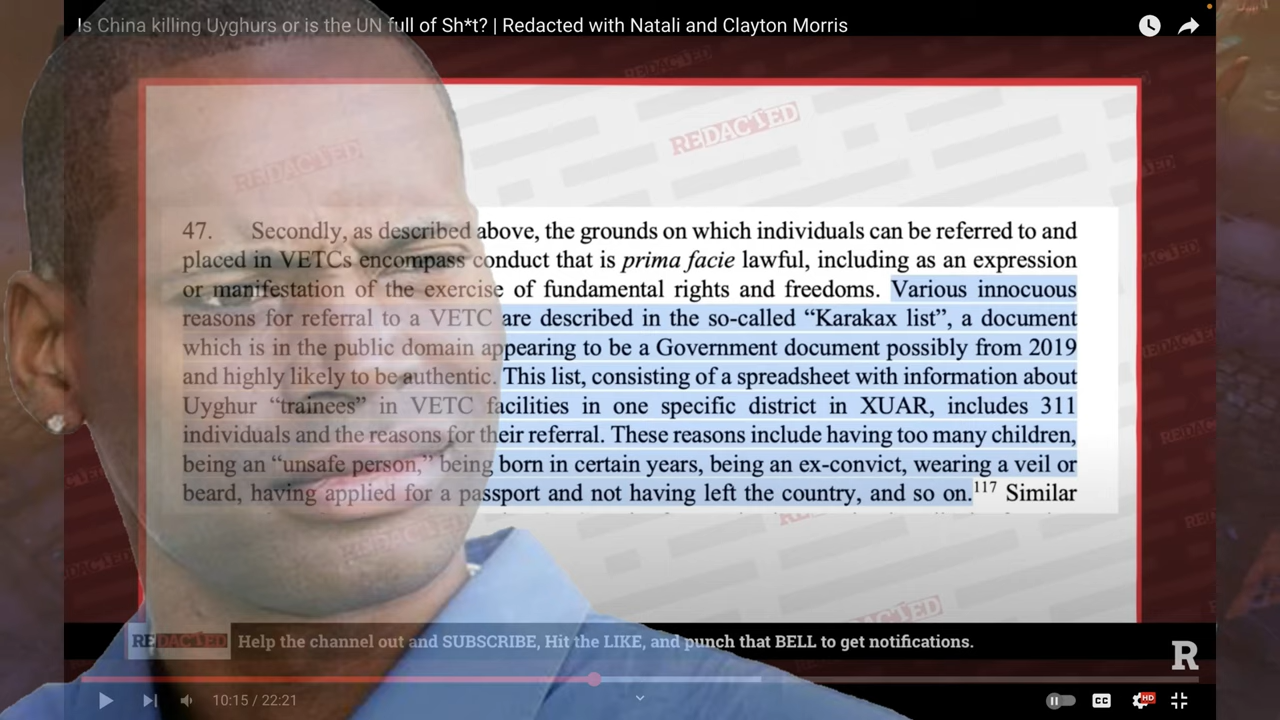 Is China killing Uyghurs or is the UN full of Sh*t? | Redacted with Natali and Clayton Morris
REDACTED
REDACTED
REDACTED
47. Secondly, as described above, the grounds on which individuals can be referred to and
placed in VETCs encompass conduct that is prima facie lawful, including as an expression
or manifestation of the exercise of fundamental rights and freedoms. Various innocuous
reasons for referral to a VETC are described in the so-called “Karakax list”, a document
which is in the public domain appearing to be a Government document possibly from 2019
and highly likely to be authentic. This list, consisting of a spreadsheet with information about
Uyghur “trainees” in VETC facilities in one specific district in XUAR, includes 311
individuals and the reasons for their referral. These reasons include having too many children,
being an “unsafe person,” being born in certain years, being an ex-convict, wearing a veil or
beard, having applied for a passport and not having left the country, and so on.117 Similar
REDACTED
REDACTED
REDACTED Help the channel out and SUBSCRIBE, Hit the LIKE, and punch that BELL to get notifications.
R
10:15 / 22:21
CC
HD